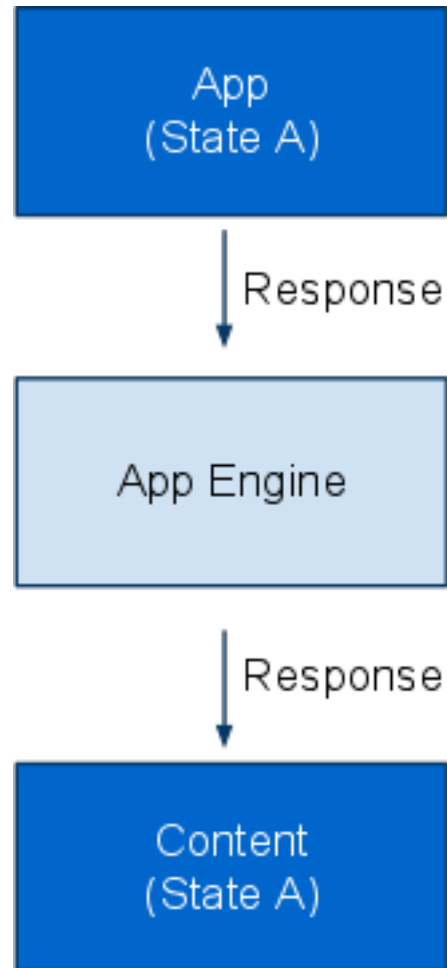 App
(State A)
Response
App Engine
Response
Content
(State A)